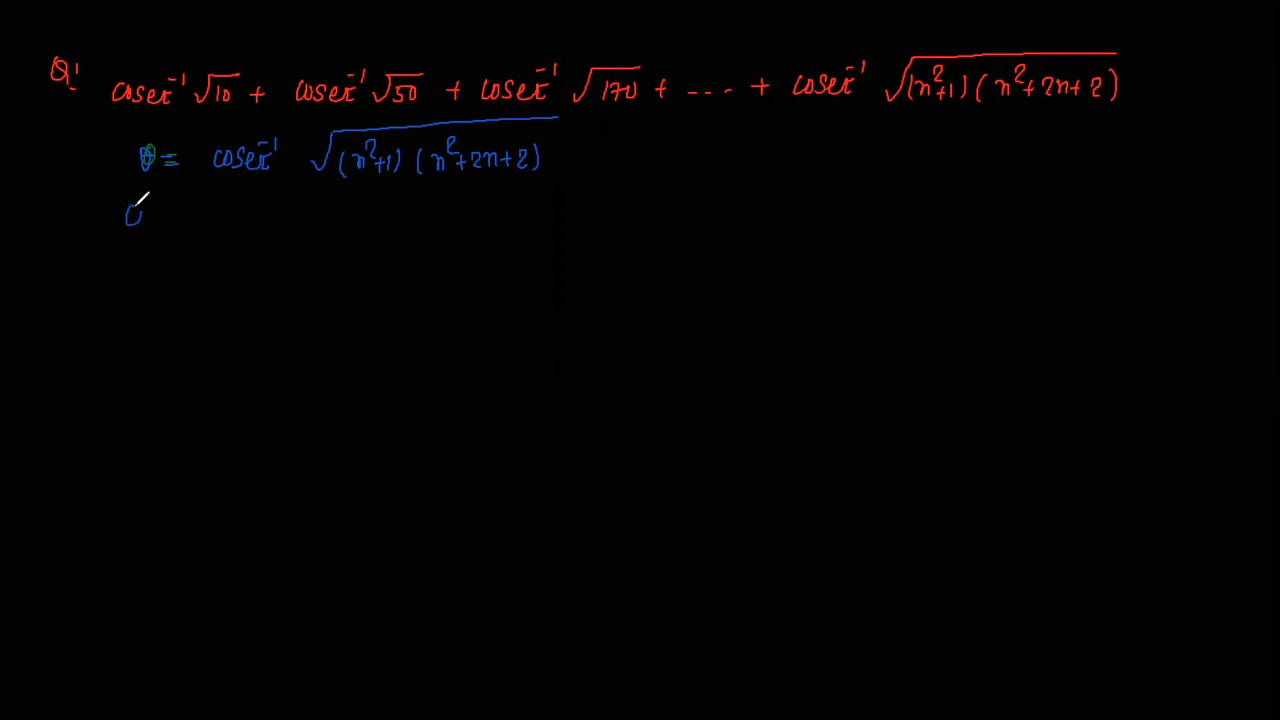 Q! cosec⁻¹ √10 + cosec⁻¹ √50 + cosec⁻¹ √170 + .... + cosec⁻¹ √(n²+1)(n²+2n+2)
θ = cosec⁻¹ √(n²+1)(n²+2n+2)